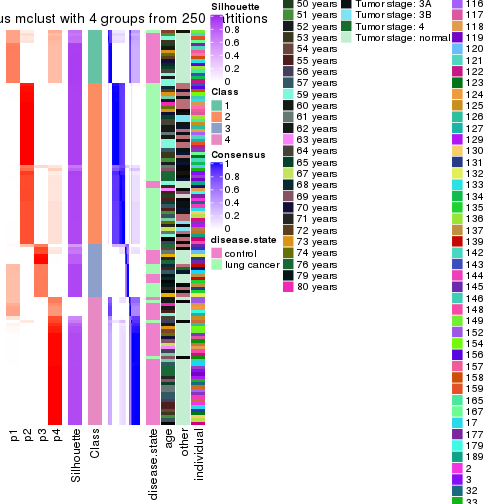 us mclust with 4 groups from 250 partitions
p1
p2
p3
p4
Silhouette
Class
disease.state
age
other
individual
Silhouette
1
0.8
0.6
0.4
0.2
0
Class
1
2
3
4
Consensus
1
0.8
0.6
0.4
0.2
0
disease.state
control
lung cancer
50 years
51 years
52 years
53 years
54 years
55 years
56 years
57 years
59 years
60 years
61 years
62 years
63 years
64 years
65 years
67 years
68 years
69 years
70 years
71 years
72 years
73 years
74 years
76 years
79 years
80 years
Tumor stage: 3A
Tumor stage: 3B
Tumor stage: 4
Tumor stage: normal
116
117
118
119
120
121
122
123
124
125
126
127
129
130
131
132
133
134
135
136
137
139
142
143
144
145
146
148
149
152
154
156
157
158
159
165
167
17
177
179
189
2
3
32
33